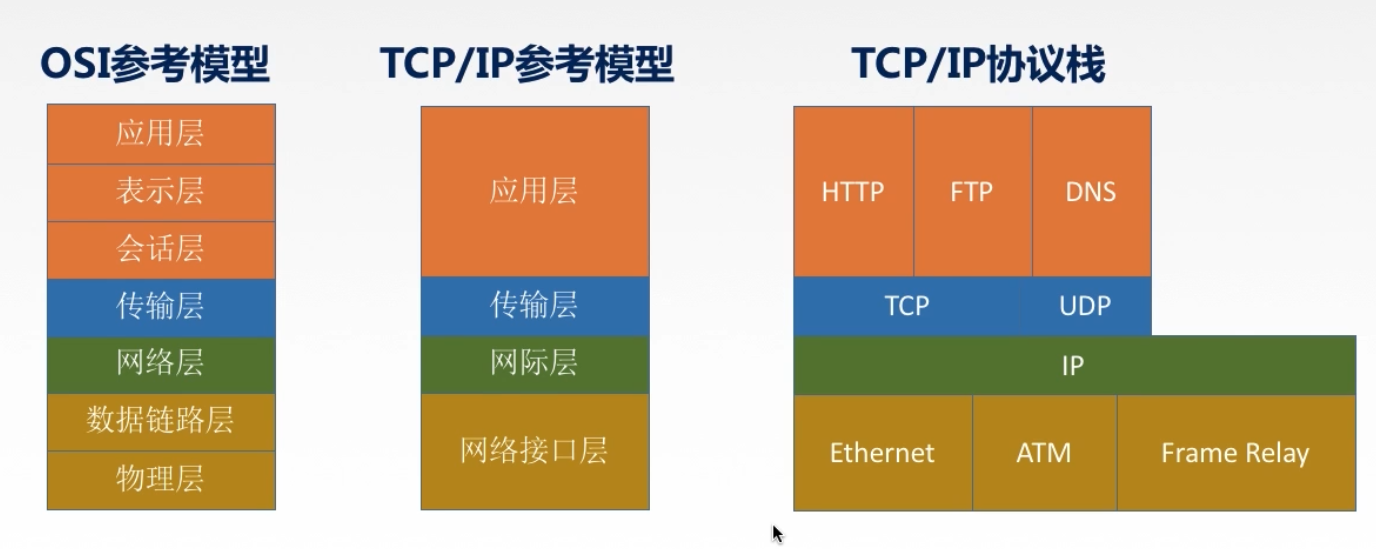 OSI参考模型
应用层
表示层
会话层
传输层
网络层
数据链路层
物理层
TCP/IP参考模型
应用层
传输层
网际层
网络接口层
TCP/IP协议栈
HTTP FTP DNS
TCP UDP
IP
Ethernet ATM Frame Relay